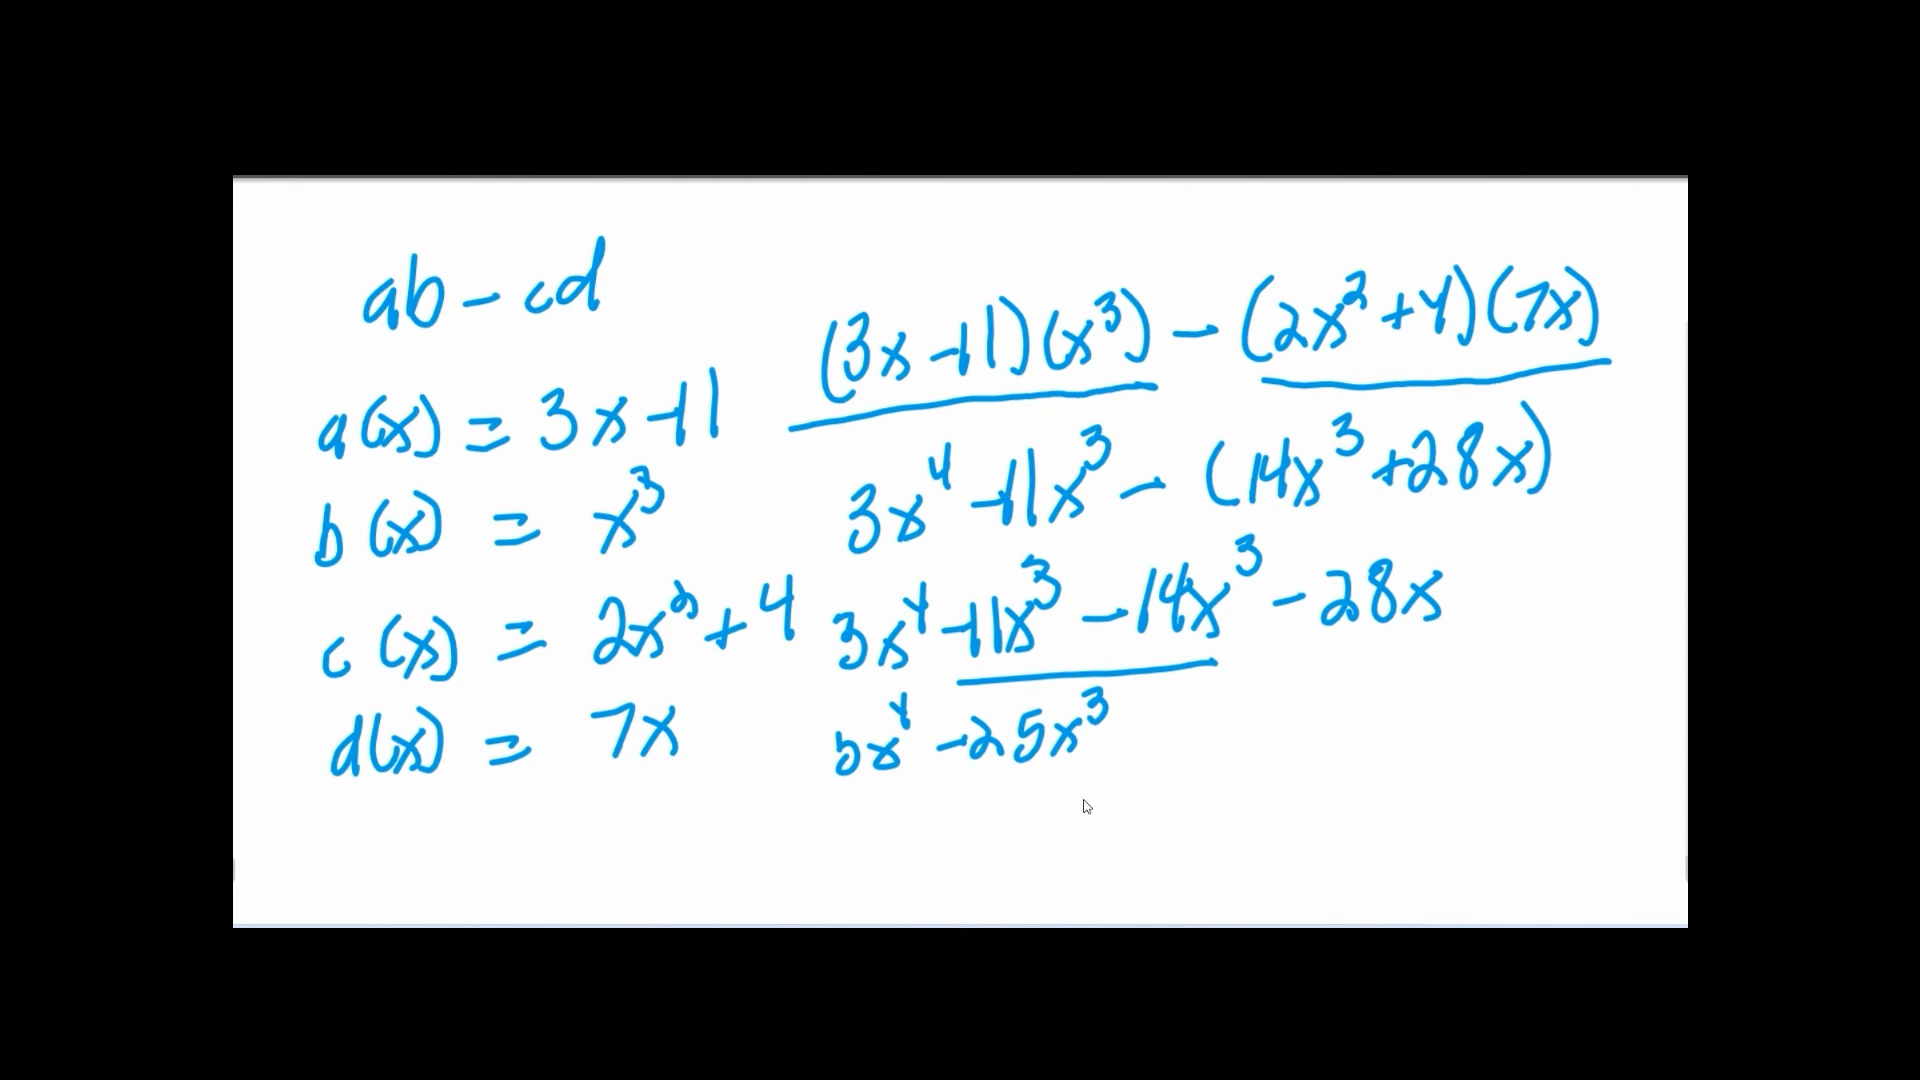 ab - cd
a(x) = 3x - 11
b(x) = x³
c(x) = 2x² + 4
d(x) = 7x
(3x - 11)(x³) - (2x² + 4)(7x)
3x⁴ - 11x³ - (14x³ + 28x)
3x⁴ - 11x³ - 14x³ - 28x
3x⁴ - 25x³